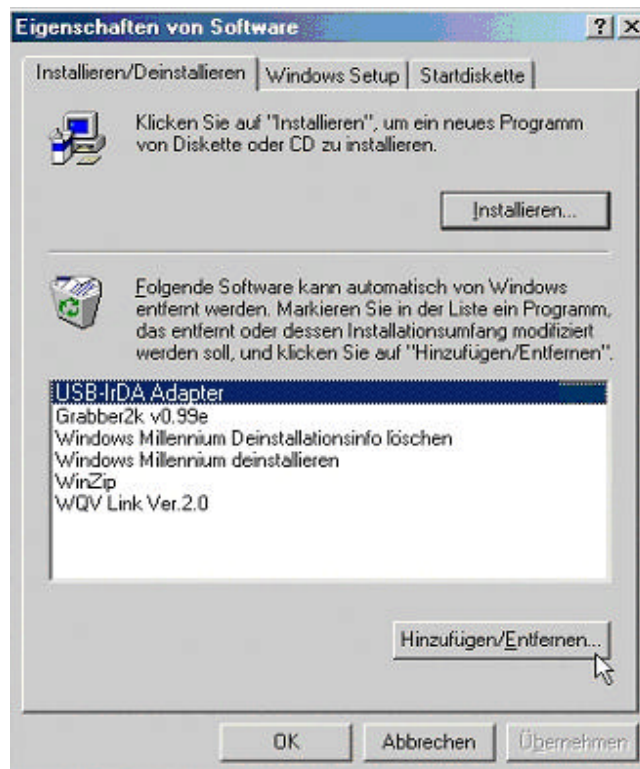 Eigenschaften von Software
Installieren/Deinstallieren
Windows Setup
Startdiskette
Klicken Sie auf "Installieren", um ein neues Programm
von Diskette oder CD zu installieren.
Installieren...
Folgende Software kann automatisch von Windows
entfernt werden. Markieren Sie in der Liste ein Programm,
das entfernt oder dessen Installationsumfang modifiziert
werden soll, und klicken Sie auf "Hinzufügen/Entfernen".
USB-IrDA Adapter
Grabber2k v0.99e
Windows Millennium Deinstallationsinfo löschen
Windows Millennium deinstallieren
WinZip
WQV Link Ver.2.0
Hinzufügen/Entfernen...
OK
Abbrechen
Übernehmen